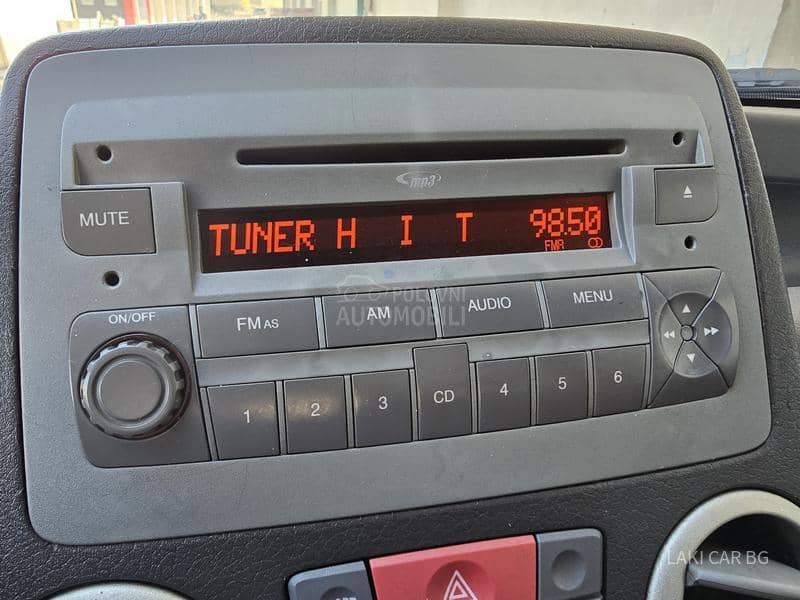 mp3
MUTE
TUNER H I T 98.50
FMR
ON/OFF
FM AS AM AUDIO MENU
POLOVNI
AUTOMOBILI
1 2 3 CD 4 5 6
LAKI CAR BG